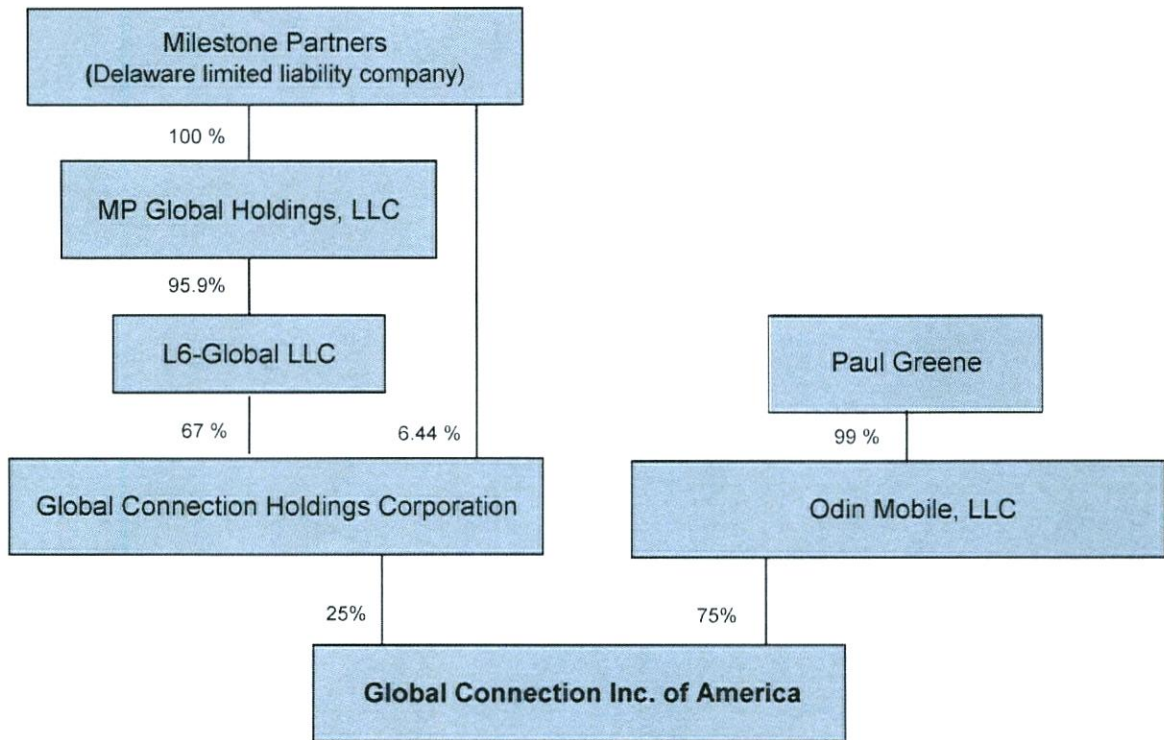 Milestone Partners
(Delaware limited liability company)
100 %
MP Global Holdings, LLC
95.9%
L6-Global LLC
Paul Greene
67 %
6.44 %
99 %
Global Connection Holdings Corporation
Odin Mobile, LLC
25%
75%
Global Connection Inc. of America